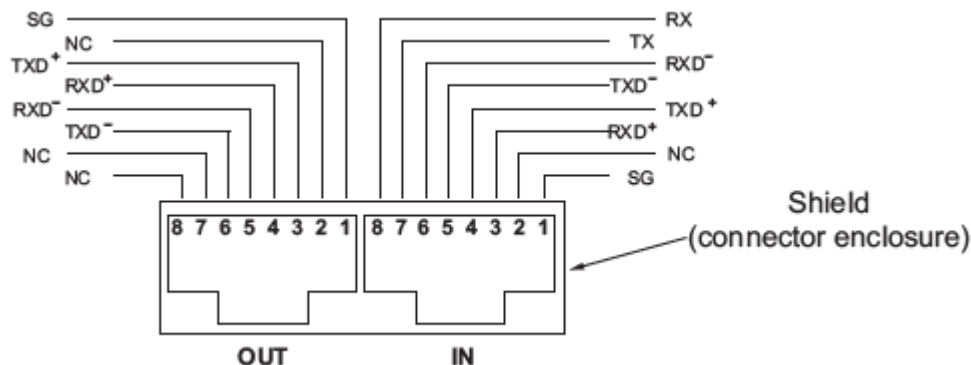 SG
NC
TXD+
RXD+
RXD−
TXD−
NC
NC
RX
TX
RXD−
TXD−
TXD+
RXD+
NC
SG
Shield
(connector enclosure)
8 7 6 5 4 3 2 1
8 7 6 5 4 3 2 1
OUT
IN